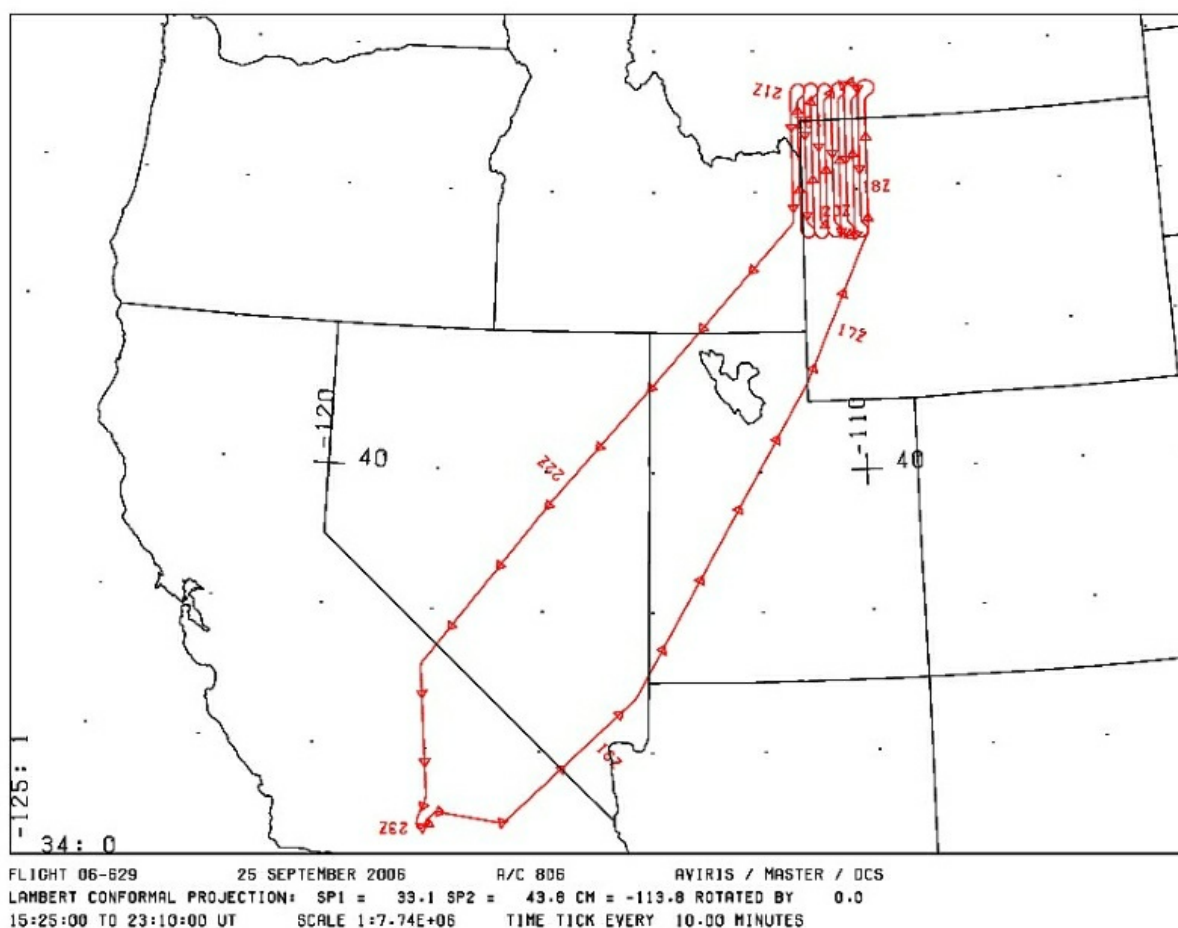 21Z
18Z
20Z
17Z
-120
40
-110
40
22Z
16Z
23Z
-125: 1
34: 0
FLIGHT 06-629 25 SEPTEMBER 2006 A/C 806 AVIRIS / MASTER / DCS
LAMBERT CONFORMAL PROJECTION: SP1 = 33.1 SP2 = 43.6 CM = -113.8 ROTATED BY 0.0
15:25:00 TO 23:10:00 UT SCALE 1:7.74E+06 TIME TICK EVERY 10.00 MINUTES